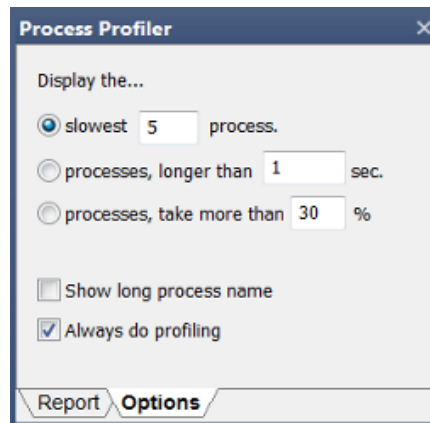 Process Profiler
Display the...
slowest 5 process.
processes, longer than 1 sec.
processes, take more than 30 %
Show long process name
Always do profiling
Report Options